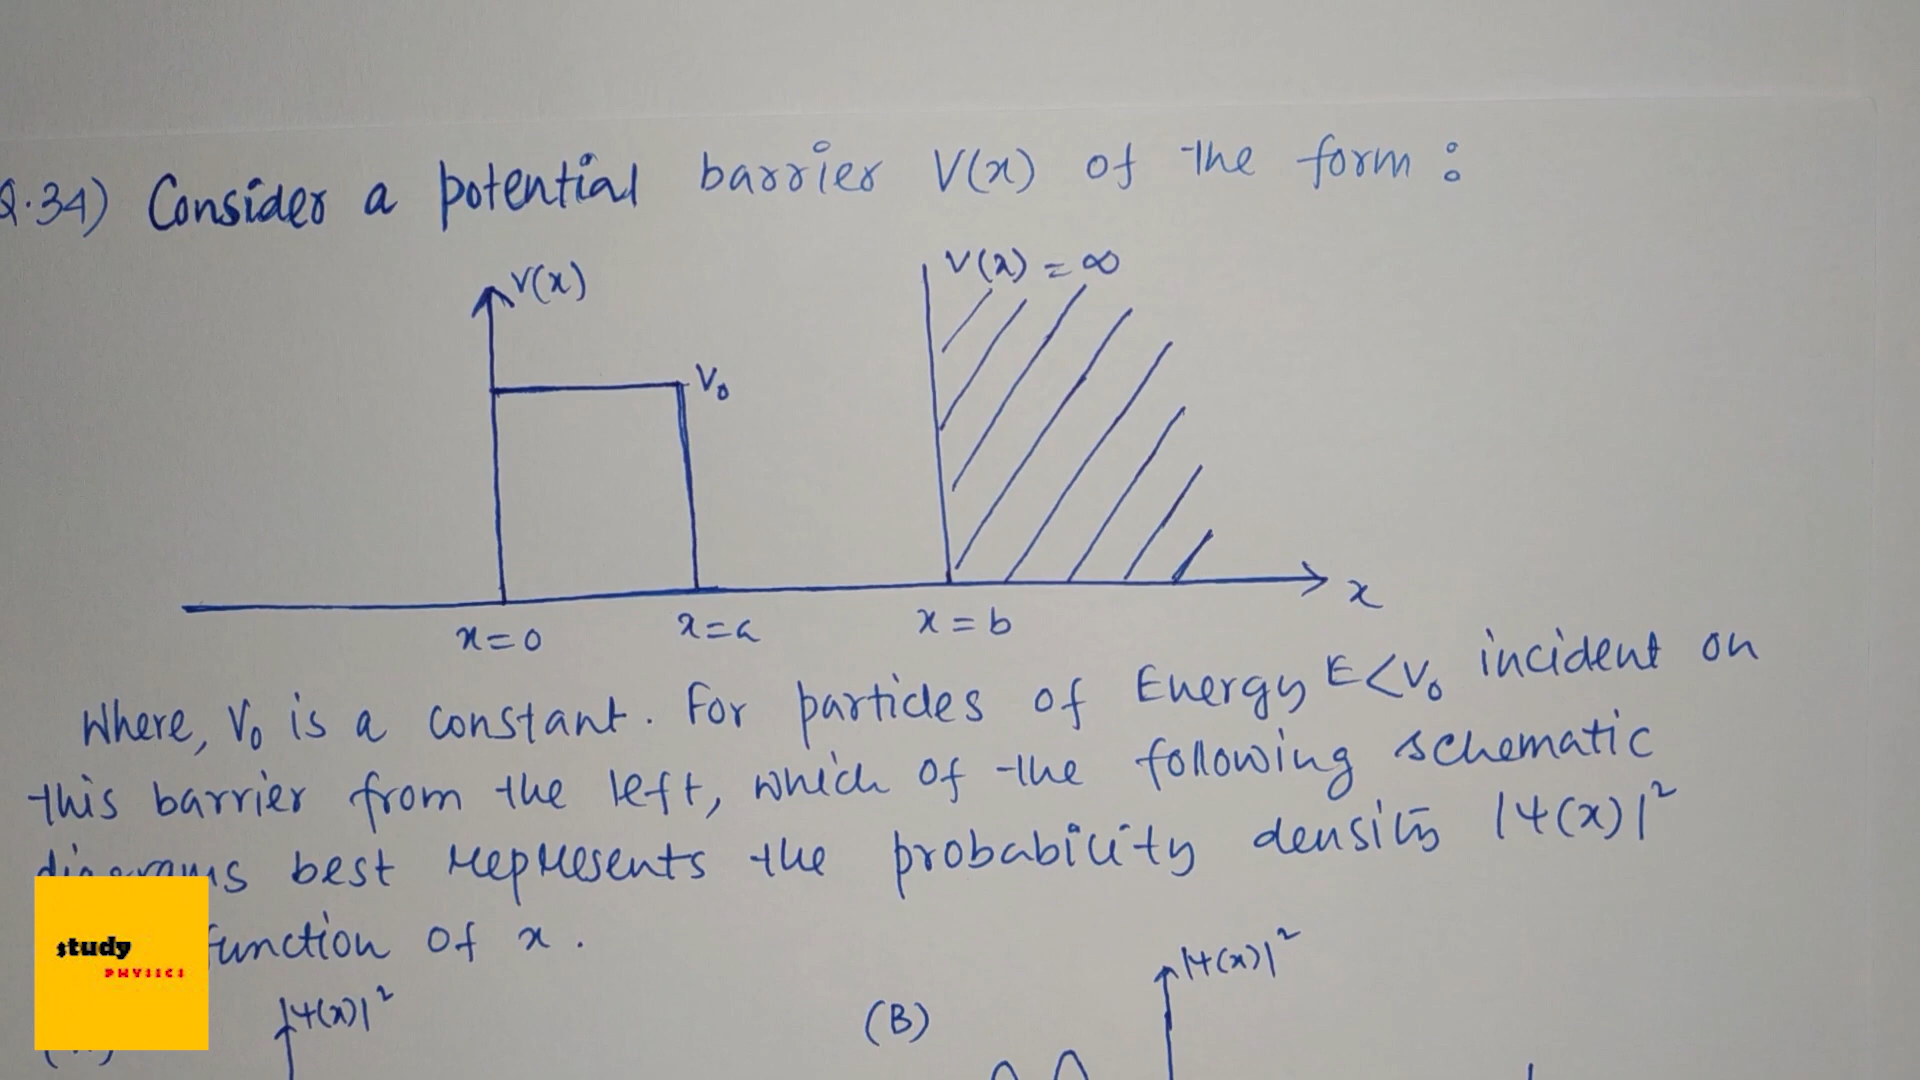 Q.34) Consider a potential barrier V(x) of the form :
V(x)
V(x) = ∞
V₀
x
x=0
x=a
x=b
Where, V₀ is a constant. For particles of Energy E<V₀ incident on
this barrier from the left, which of the following schematic
diagrams best represents the probability density |ψ(x)|²
function of x .
study
PHYSICS
|ψ(x)|²
(B)
|ψ(x)|²